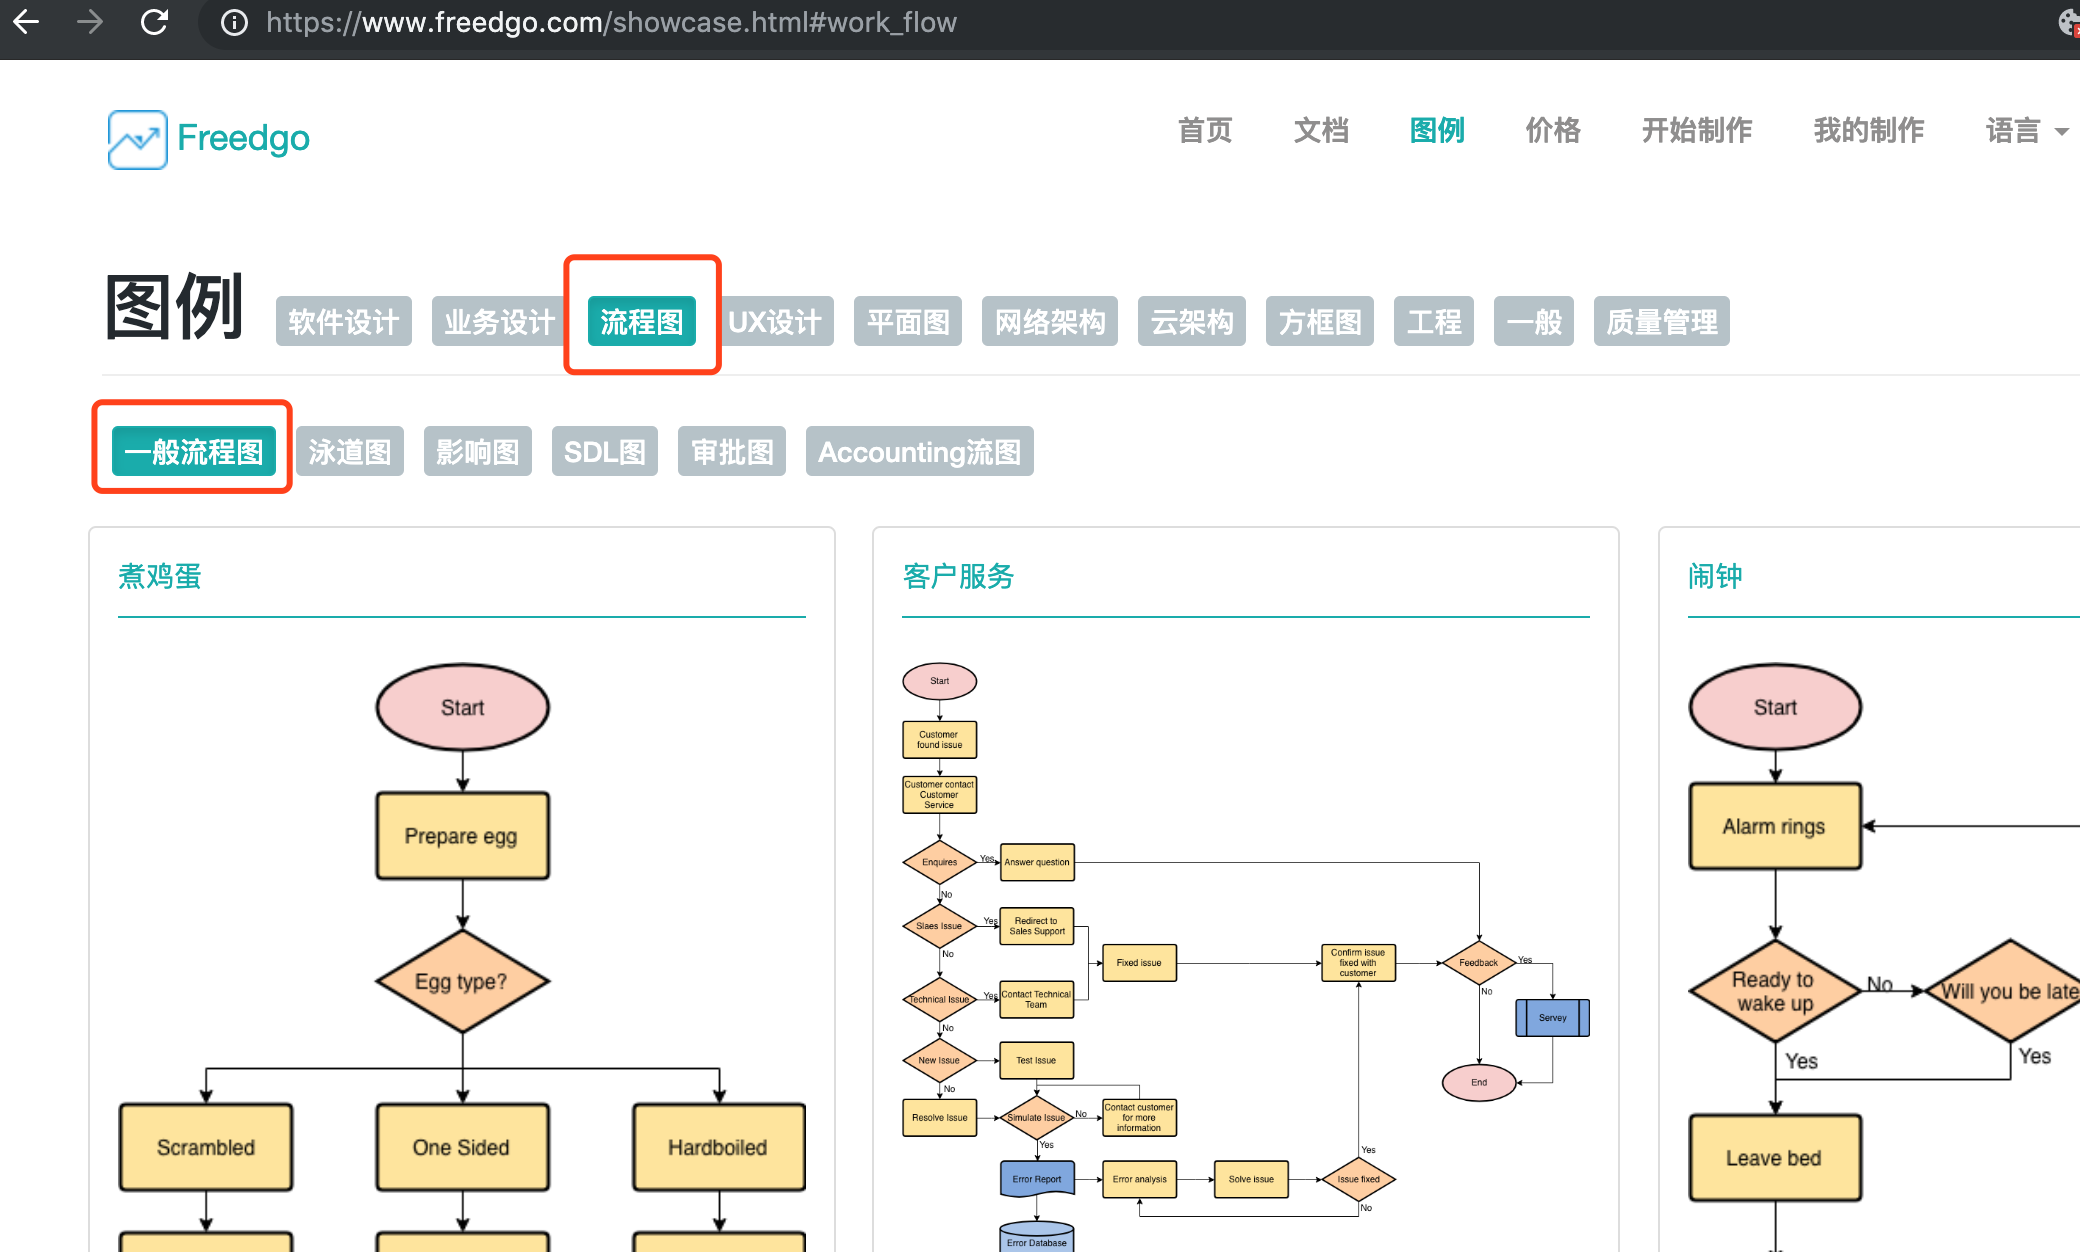 https://www.freedgo.com/showcase.html#work_flow
Freedgo
首页 文档 图例 价格 开始制作 我的制作 语言
图例 软件设计 业务设计 流程图 UX设计 平面图 网络架构 云架构 方框图 工程 一般 质量管理
一般流程图 泳道图 影响图 SDL图 审批图 Accounting流图
煮鸡蛋
Start
Prepare egg
Egg type?
Scrambled One Sided Hardboiled
客户服务
Start
Customer
found issue
Customer contact
Customer
Service
Enquires Yes Answer question
No
Slaes Issue Yes Redirect to
Sales Support
No
Fixed issue
Confirm issue
fixed with
customer
Feedback Yes
No
Servey
Technical Issue Yes Contact Technical
Team
No
New Issue Test Issue
No
End
Resolve Issue Simulate Issue No Contact customer
for more
information
Yes
Error Report Error analysis Solve issue Issue fixed
Yes
No
Error Database
闹钟
Start
Alarm rings
Ready to
wake up
No
Will you be late
Yes
Yes
Leave bed